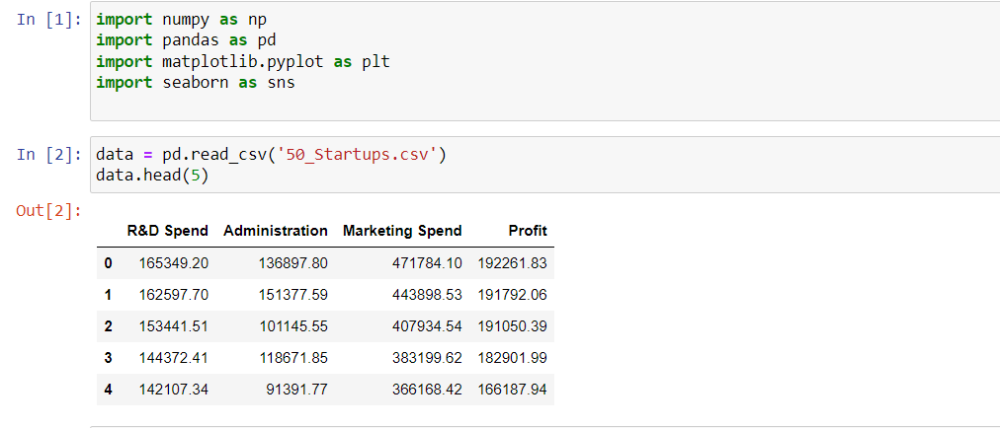 In [1]: import numpy as np
import pandas as pd
import matplotlib.pyplot as plt
import seaborn as sns
In [2]: data = pd.read_csv('50_Startups.csv')
data.head(5)
Out[2]:
R&D Spend Administration Marketing Spend Profit
0 165349.20 136897.80 471784.10 192261.83
1 162597.70 151377.59 443898.53 191792.06
2 153441.51 101145.55 407934.54 191050.39
3 144372.41 118671.85 383199.62 182901.99
4 142107.34 91391.77 366168.42 166187.94